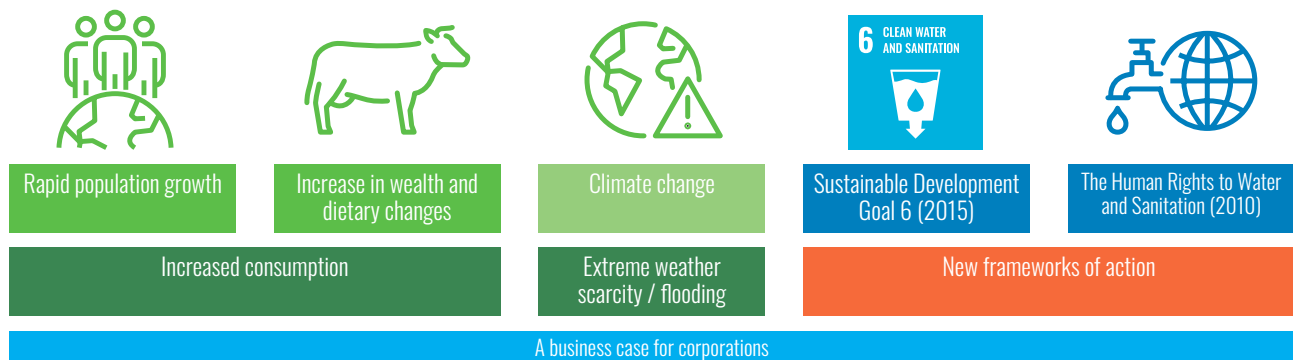 6 CLEAN WATER
AND SANITATION
Rapid population growth
Increase in wealth and
dietary changes
Climate change
Sustainable Development
Goal 6 (2015)
The Human Rights to Water
and Sanitation (2010)
Increased consumption
Extreme weather
scarcity / flooding
New frameworks of action
A business case for corporations